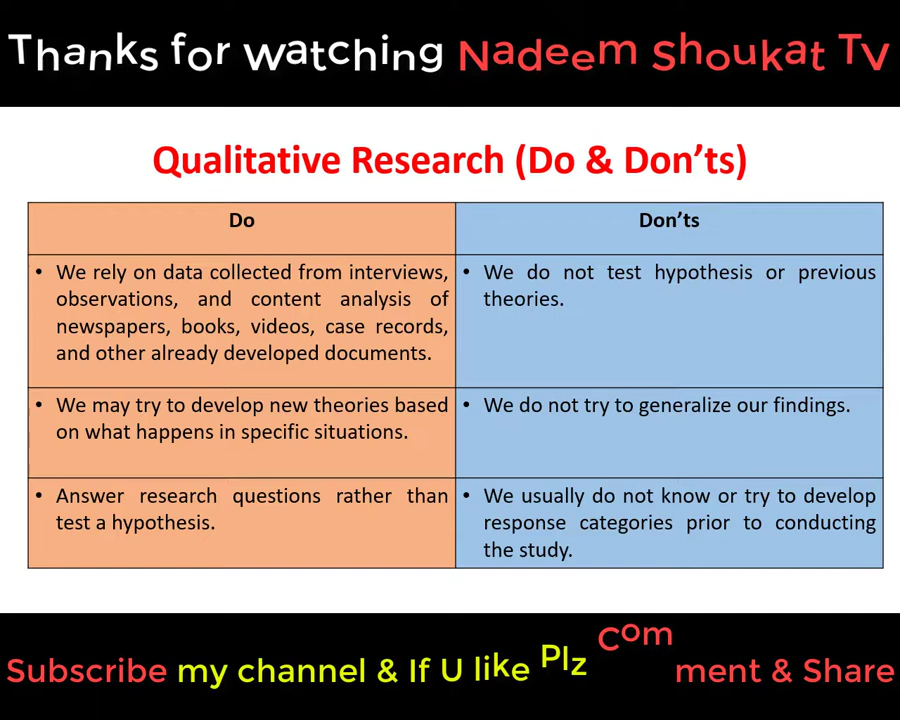 Thanks for watching Nadeem Shoukat TV
Qualitative Research (Do & Don'ts)
Do
Don'ts
• We rely on data collected from interviews,
observations, and content analysis of
newspapers, books, videos, case records,
and other already developed documents.
• We do not test hypothesis or previous
theories.
• We may try to develop new theories based
on what happens in specific situations.
• We do not try to generalize our findings.
• Answer research questions rather than
test a hypothesis.
• We usually do not know or try to develop
response categories prior to conducting
the study.
Subscribe my channel & If U like Plz Comment & Share